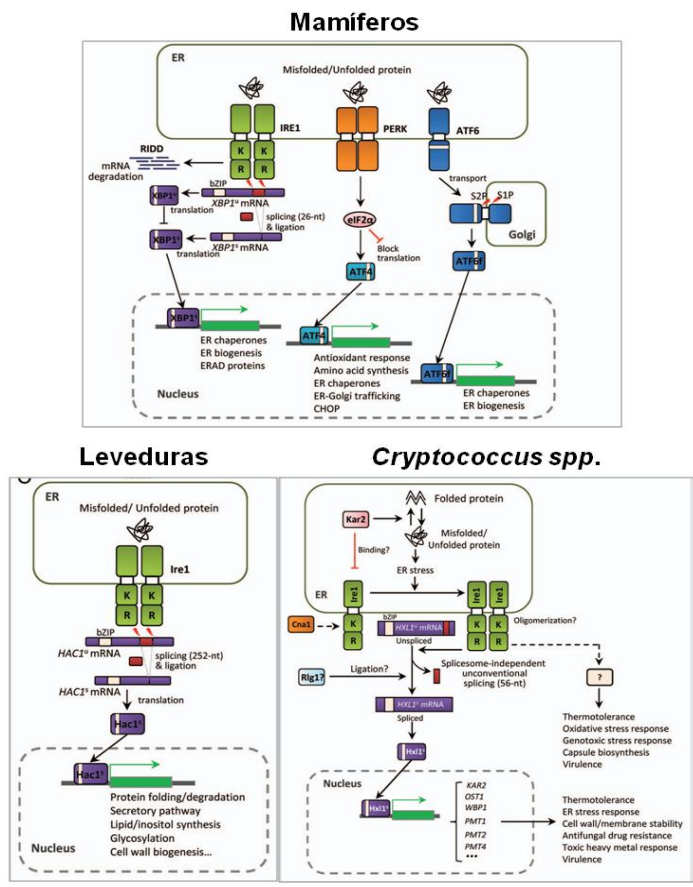 Mamíferos
ER
Misfolded/Unfolded protein
IRE1
PERK
ATF6
K K
R R
RIDD
mRNA
degradation
bZIP
XBP1ᵘ
XBP1ᵘ mRNA
translation
splicing (26-nt)
& ligation
XBP1ˢ
XBP1ˢ mRNA
translation
eIF2α
Block
translation
ATF4
transport
S2P
S1P
Golgi
ATF6f
XBP1ˢ
ER chaperones
ER biogenesis
ERAD proteins
ATF4
Antioxidant response
Amino acid synthesis
ER chaperones
ER-Golgi trafficking
CHOP
ATF6f
ER chaperones
ER biogenesis
Nucleus
Leveduras
ER
Misfolded/ Unfolded protein
Ire1
K K
R R
bZIP
HAC1ᵘ mRNA
splicing (252-nt)
& ligation
HAC1ˢ mRNA
translation
Hac1ˢ
Hac1ˢ
Protein folding/degradation
Secretory pathway
Lipid/inositol synthesis
Glycosylation
Cell wall biogenesis...
Nucleus
Cryptococcus spp.
Folded protein
Kar2
Misfolded/
Unfolded protein
Binding?
ER stress
ER
Ire1
Ire1 Ire1
Cna1
K
R
bZIP
HXL1ᵘ mRNA
Unspliced
K K
R R
Oligomerization?
Rlg1?
Ligation?
Splicesome-independent
unconventional
splicing (56-nt)
?
HXL1ˢ mRNA
Spliced
Hxl1ˢ
Thermotolerance
Oxidative stress response
Genotoxic stress response
Capsule biosynthesis
Virulence
Nucleus
Hxl1ˢ
KAR2
OST1
WBP1
PMT1
PMT2
PMT4
•••
Thermotolerance
ER stress response
Cell wall/membrane stability
Antifungal drug resistance
Toxic heavy metal response
Virulence